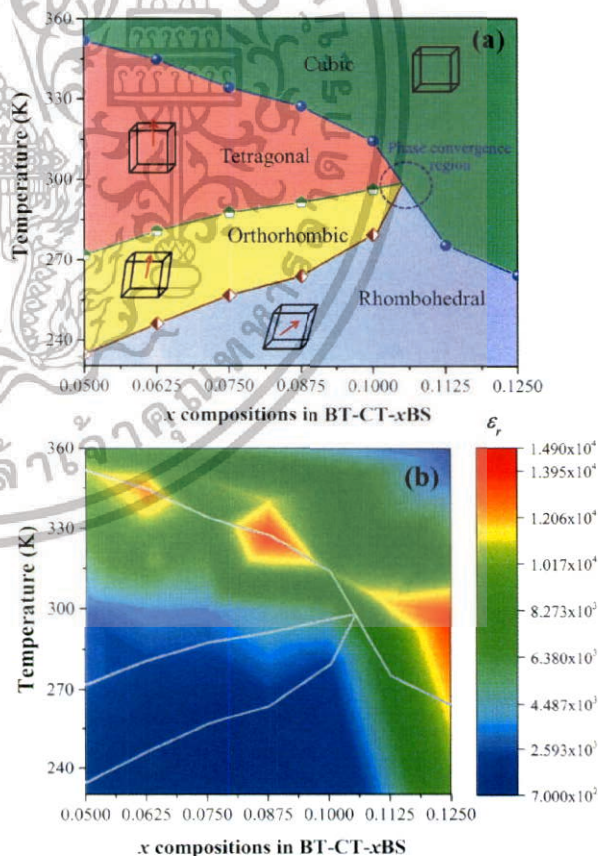 360
(a)
Cubic
330
Tetragonal
Phase convergence
region
300
Orthorhombic
270
Rhombohedral
240
Temperature (K)
0.0500 0.0625 0.0750 0.0875 0.1000 0.1125 0.1250
x compositions in BT-CT-xBS
εr
360
(b)
330
300
270
240
Temperature (K)
1.490x10⁴
1.395x10⁴
1.206x10⁴
1.017x10⁴
8.273x10³
6.380x10³
4.487x10³
2.593x10³
7.000x10²
0.0500 0.0625 0.0750 0.0875 0.1000 0.1125 0.1250
x compositions in BT-CT-xBS